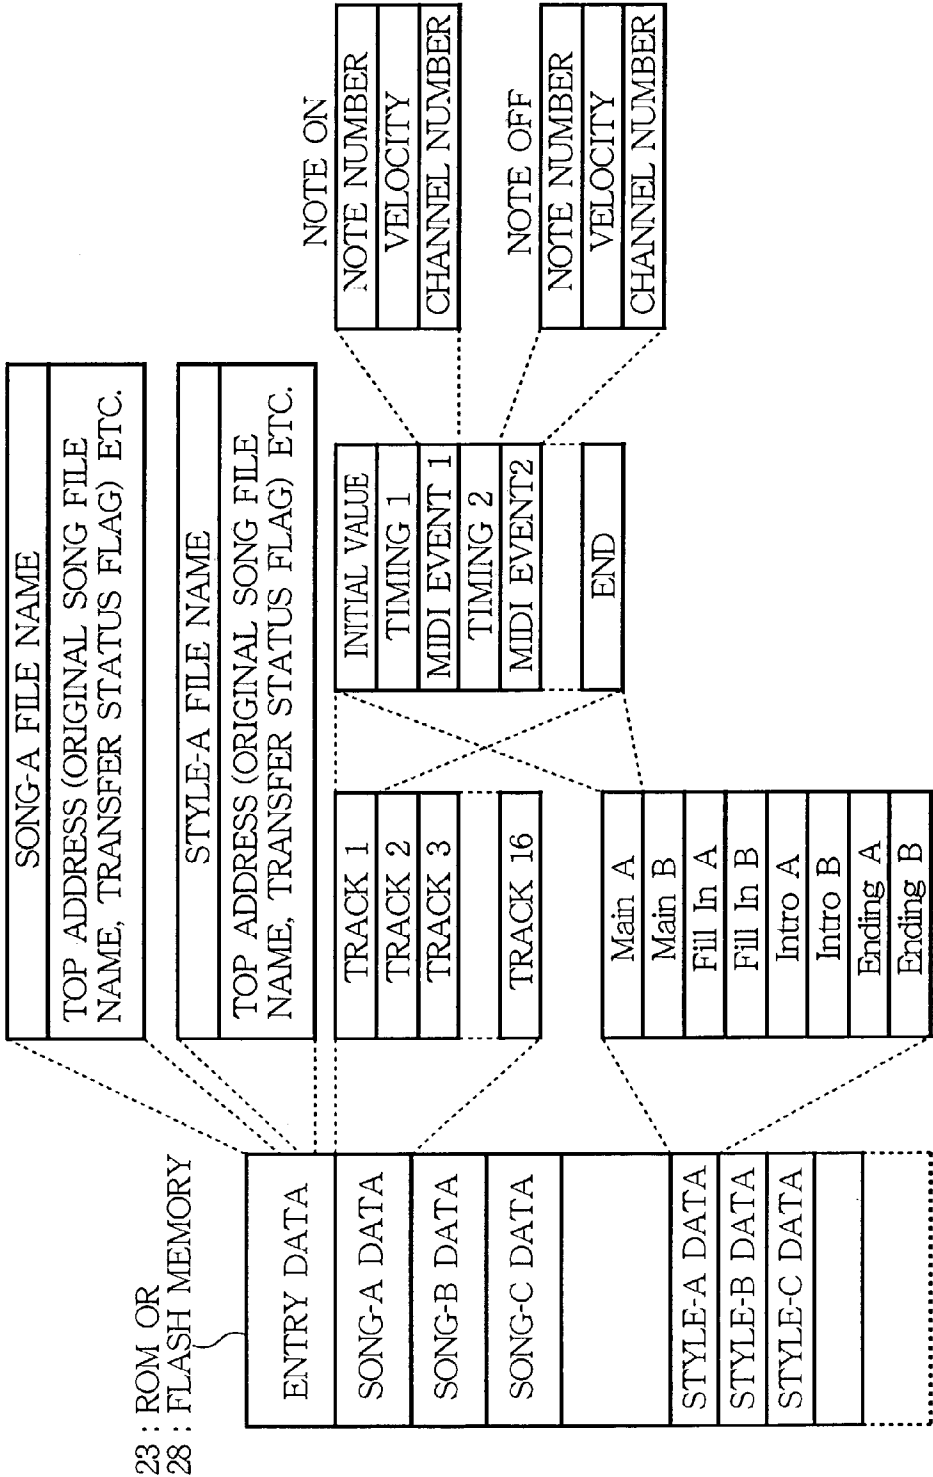 23 : ROM OR
28 : FLASH MEMORY
ENTRY DATA
SONG-A DATA
SONG-B DATA
SONG-C DATA
STYLE-A DATA
STYLE-B DATA
STYLE-C DATA
SONG-A FILE NAME
TOP ADDRESS (ORIGINAL SONG FILE
NAME, TRANSFER STATUS FLAG) ETC.
STYLE-A FILE NAME
TOP ADDRESS (ORIGINAL SONG FILE
NAME, TRANSFER STATUS FLAG) ETC.
TRACK 1
TRACK 2
TRACK 3
TRACK 16
Main A
Main B
Fill In A
Fill In B
Intro A
Intro B
Ending A
Ending B
INITIAL VALUE
TIMING 1
MIDI EVENT 1
TIMING 2
MIDI EVENT2
END
NOTE ON
NOTE NUMBER
VELOCITY
CHANNEL NUMBER
NOTE OFF
NOTE NUMBER
VELOCITY
CHANNEL NUMBER